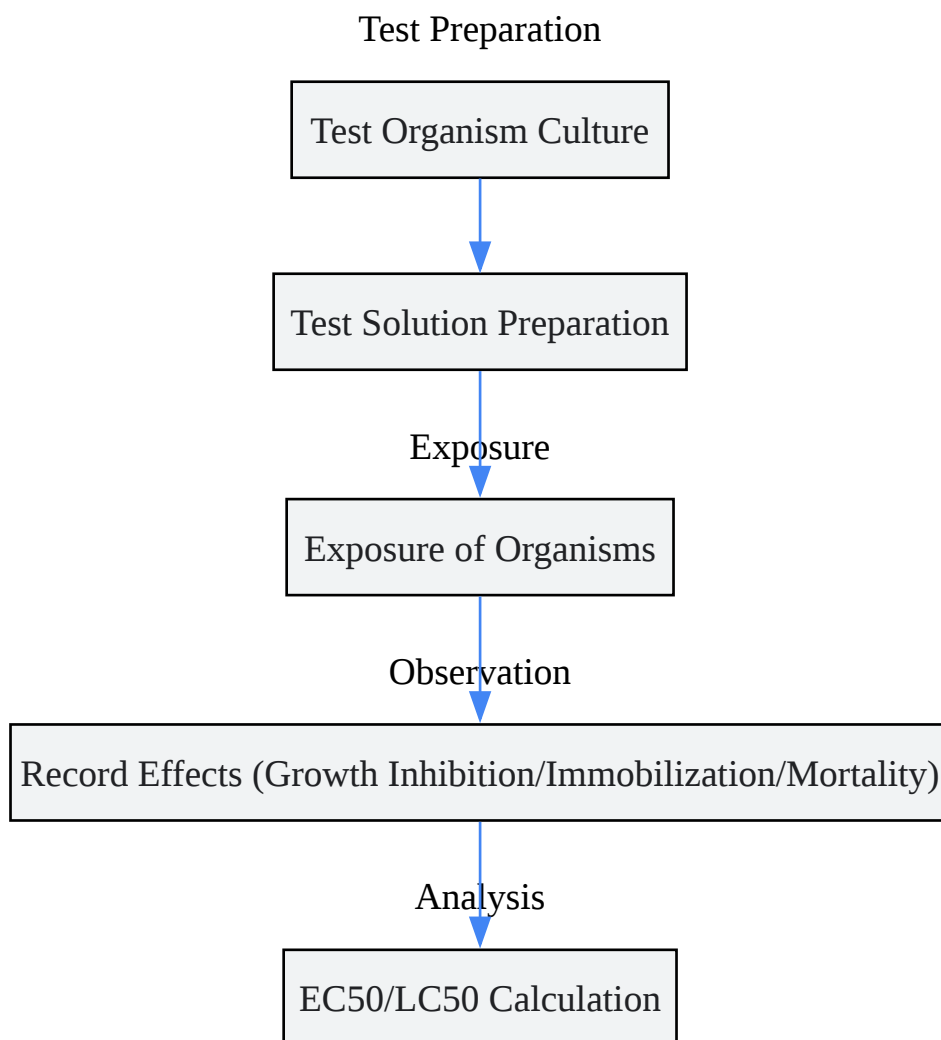 Test Preparation
Test Organism Culture
Test Solution Preparation
Exposure
Exposure of Organisms
Observation
Record Effects (Growth Inhibition/Immobilization/Mortality)
Analysis
EC50/LC50 Calculation